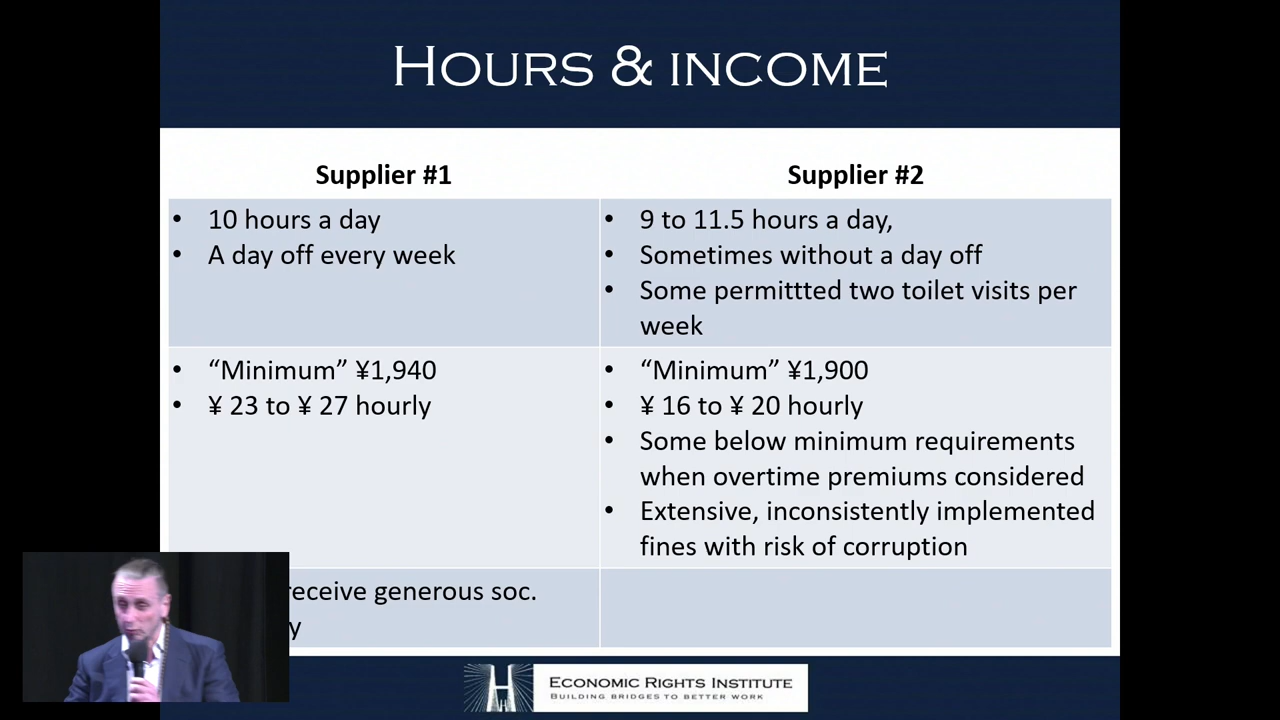 HOURS & INCOME
Supplier #1
Supplier #2
• 10 hours a day
• A day off every week
• 9 to 11.5 hours a day,
• Sometimes without a day off
• Some permittted two toilet visits per
week
• “Minimum” ¥1,940
• ¥ 23 to ¥ 27 hourly
• “Minimum” ¥1,900
• ¥ 16 to ¥ 20 hourly
• Some below minimum requirements
when overtime premiums considered
• Extensive, inconsistently implemented
fines with risk of corruption
receive generous soc.
ECONOMIC RIGHTS INSTITUTE
BUILDING BRIDGES TO BETTER WORK